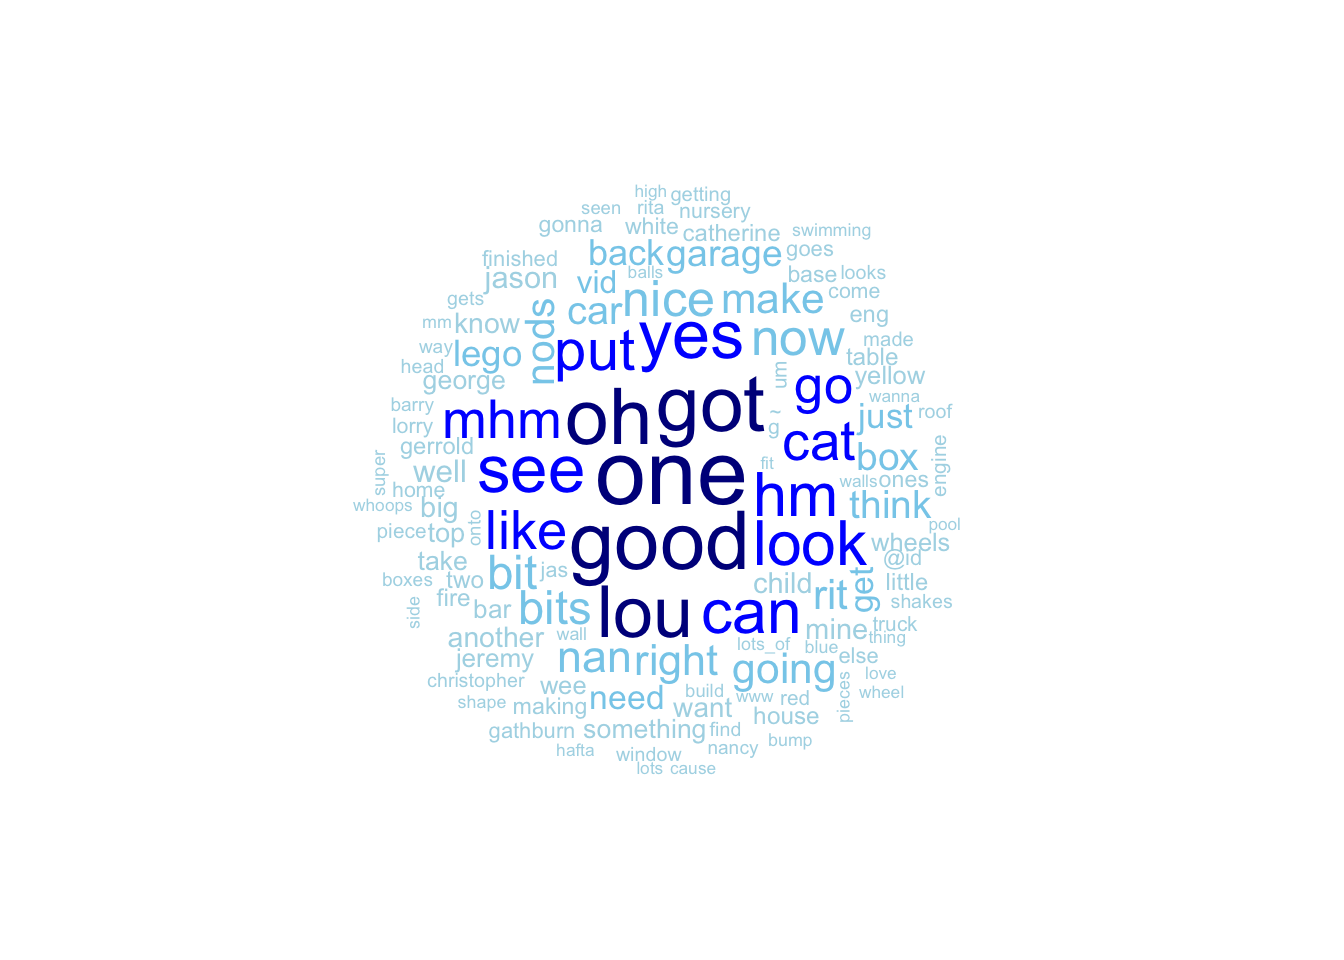 high getting
seen rita nursery
gonna white catherine swimming
finished back garage goes
jason vid balls base looks
gets nods car nice make come
mm know put yes now eng
way lego made
head george um go table yellow
barry mhm oh got ~ wanna
lorry g cat just roof
gerrold see one fit box engine
super well hm walls ones
whoops home big think
piece top onto like good look pool
take bit jas wheels
boxes two child rit get @id little
side fire bar bits lou can shakes
another wall mine truck
jeremy nan right lots_of blue else thing
christopher wee going love
shape making need build www red pieces wheel
gathburn something want house
hafta window find nancy bump
lots cause